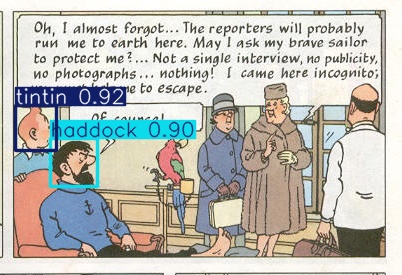 Oh, I almost forgot... The reporters will probably
run me to earth here. May I ask my brave sailor
to protect me?... Not a single interview, no publicity,
no photographs... nothing! I came here incognito;
me to escape.
tintin 0.92
Of course!
haddock 0.90